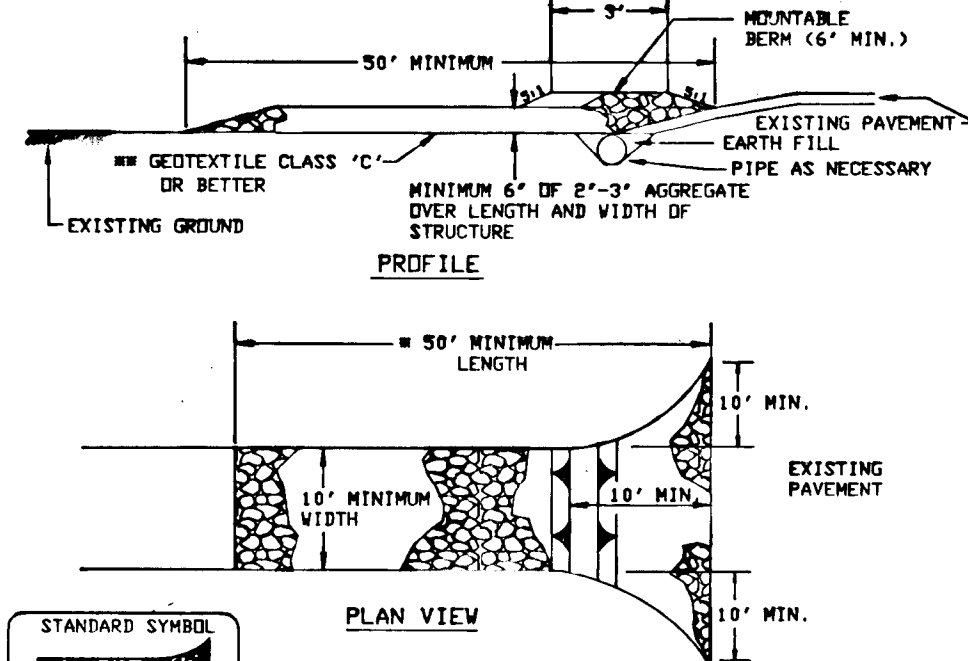 3'
MOUNTABLE
BERM (6' MIN.)
50' MINIMUM
5:1
5:1
EXISTING PAVEMENT
EARTH FILL
PIPE AS NECESSARY
** GEOTEXTILE CLASS 'C'
OR BETTER
MINIMUM 6" OF 2"-3" AGGREGATE
OVER LENGTH AND WIDTH OF
STRUCTURE
EXISTING GROUND
PROFILE
* 50' MINIMUM
LENGTH
10' MIN.
10' MINIMUM
WIDTH
10' MIN.
EXISTING
PAVEMENT
10' MIN.
PLAN VIEW
STANDARD SYMBOL